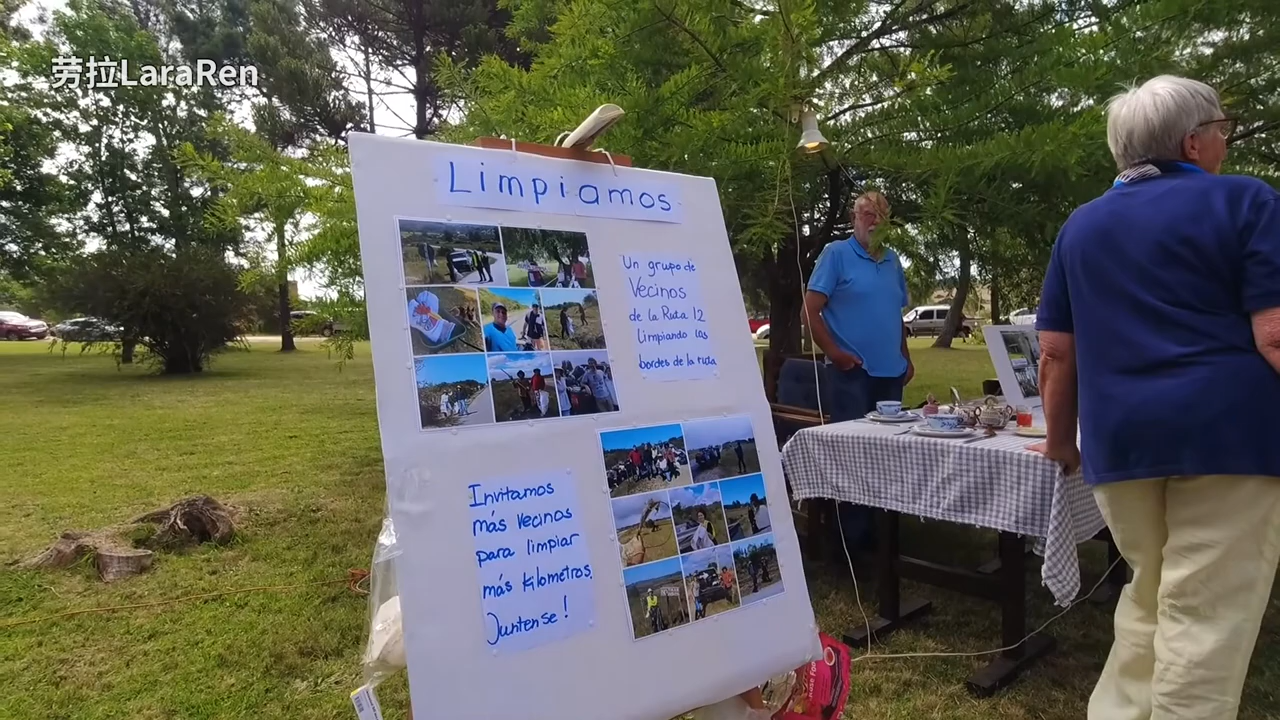 劳拉LaraRen
Limpiamos
Un grupo de
Vecinos
de la Ruta 12
Limpiando los
bordes de la ruta
Invitamos
más vecinos
para limpiar
más kilometros.
Juntense!